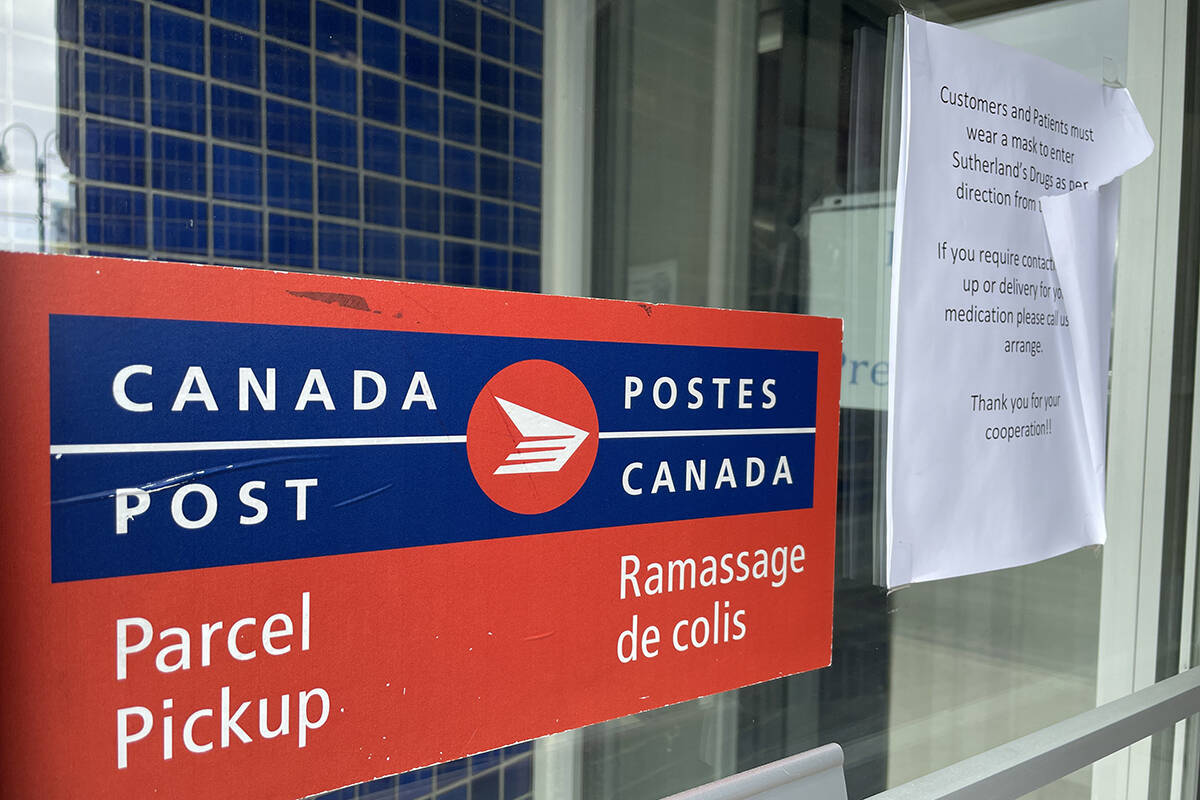 CANADA
POST
POSTES
CANADA
Parcel
Pickup
Ramassage
de colis
Customers and Patients must
wear a mask to enter
Sutherland's Drugs as per
direction from
If you require
up or delivery for
medication please call us
arrange.
Thank you for your
cooperation!!
Pre